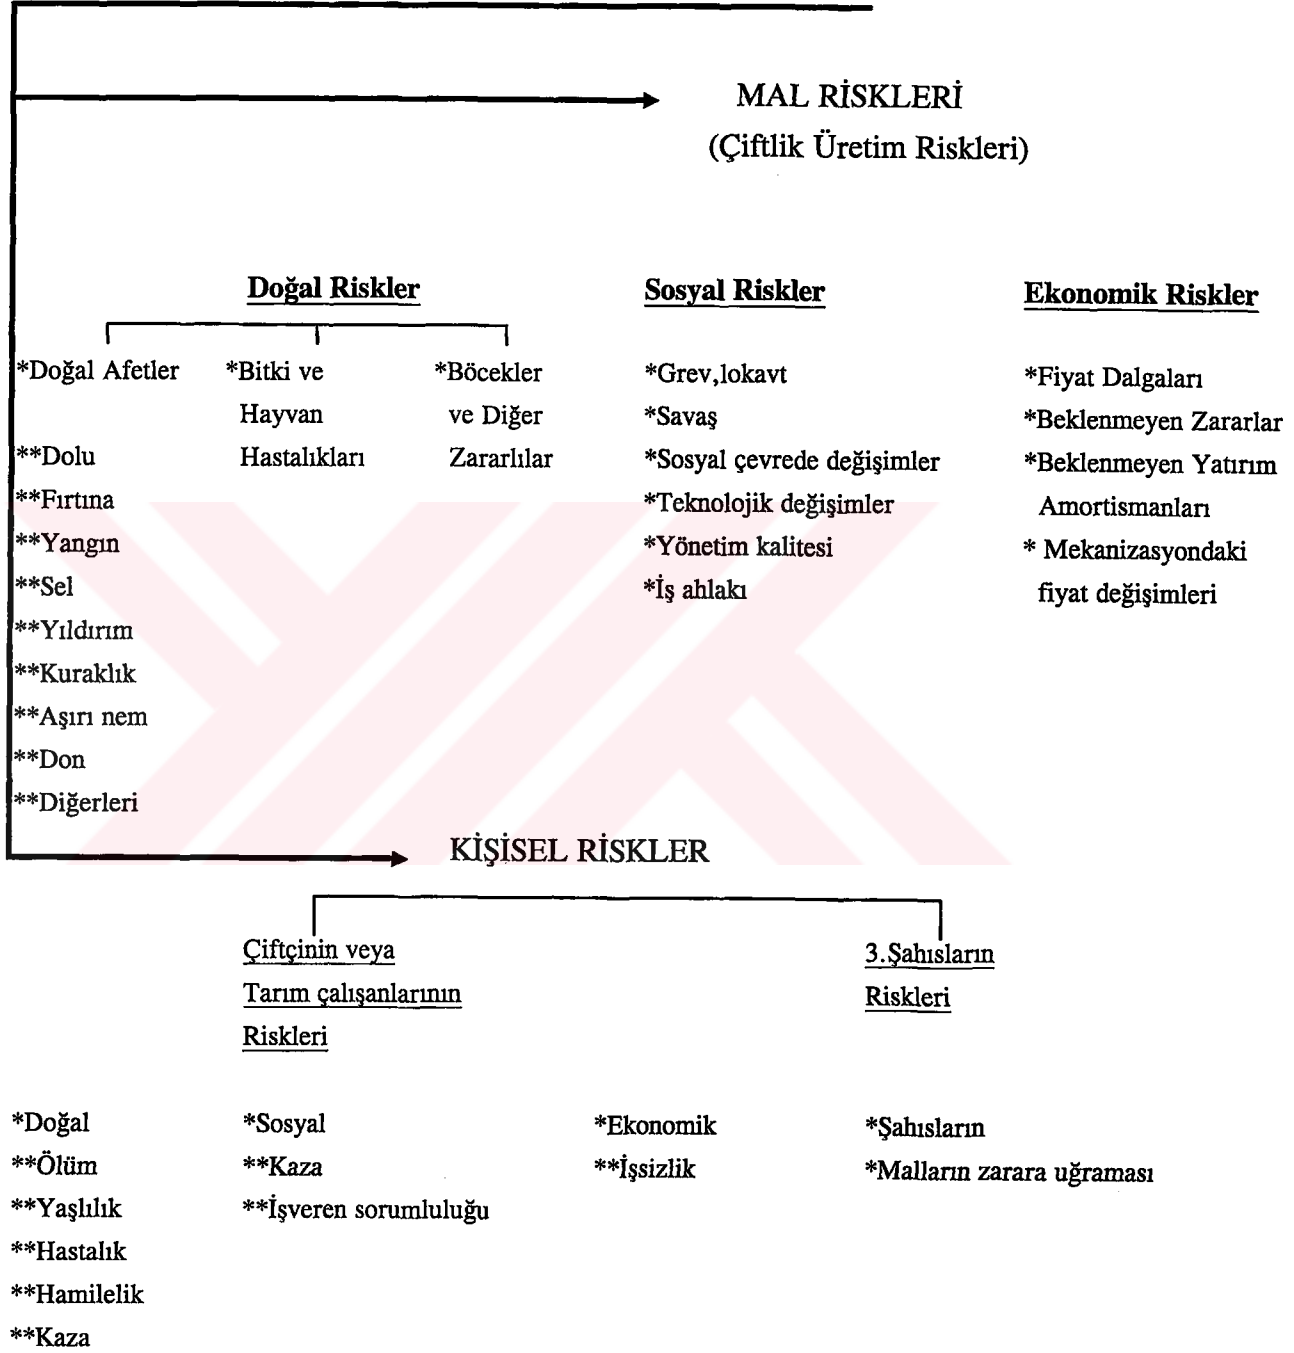 MAL RİSKLERİ
(Çiftlik Üretim Riskleri)
Doğal Riskler
*Doğal Afetler
**Dolu
**Fırtına
**Yangın
**Sel
**Yıldırım
**Kuraklık
**Aşırı nem
**Don
**Diğerleri
*Bitki ve
Hayvan
Hastalıkları
*Böcekler
ve Diğer
Zararlılar
Sosyal Riskler
*Grev,lokavt
*Savaş
*Sosyal çevrede değişimler
*Teknolojik değişimler
*Yönetim kalitesi
*İş ahlakı
Ekonomik Riskler
*Fiyat Dalgaları
*Beklenmeyen Zararlar
*Beklenmeyen Yatırım
Amortismanları
* Mekanizasyondaki
fiyat değişimleri
KİŞİSEL RİSKLER
Çiftçinin veya
Tarım çalışanlarının
Riskleri
*Doğal
**Ölüm
**Yaşlılık
**Hastalık
**Hamilelik
**Kaza
*Sosyal
**Kaza
**İşveren sorumluluğu
*Ekonomik
**İşsizlik
3.Şahısların
Riskleri
*Şahısların
*Malların zarara uğraması